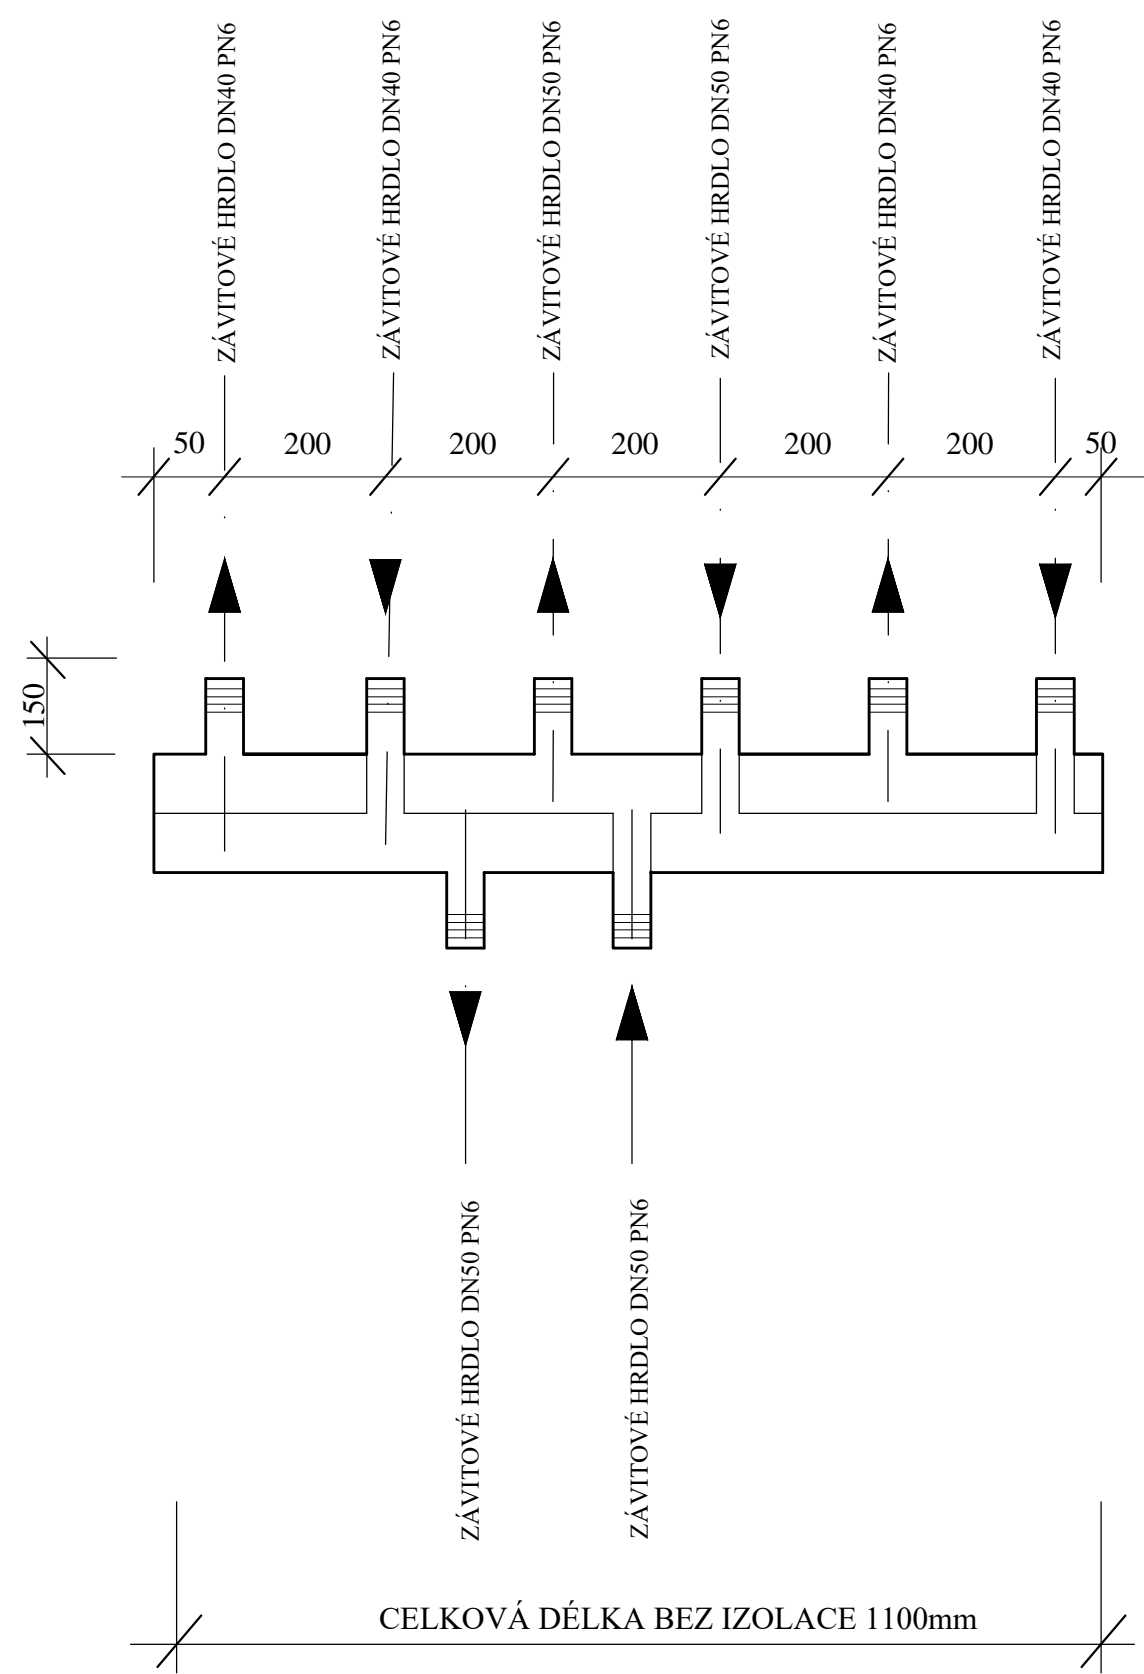 ZÁVITOVÉ HRDLO DN40 PN6
ZÁVITOVÉ HRDLO DN40 PN6
ZÁVITOVÉ HRDLO DN50 PN6
ZÁVITOVÉ HRDLO DN50 PN6
ZÁVITOVÉ HRDLO DN40 PN6
ZÁVITOVÉ HRDLO DN40 PN6
50
200
200
200
200
200
50
150
ZÁVITOVÉ HRDLO DN50 PN6
ZÁVITOVÉ HRDLO DN50 PN6
CELKOVÁ DÉLKA BEZ IZOLACE 1100mm